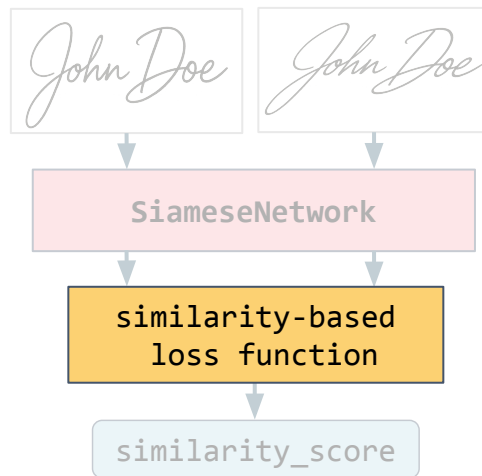 John Doe
John Doe
SiameseNetwork
similarity-based
loss function
similarity_score